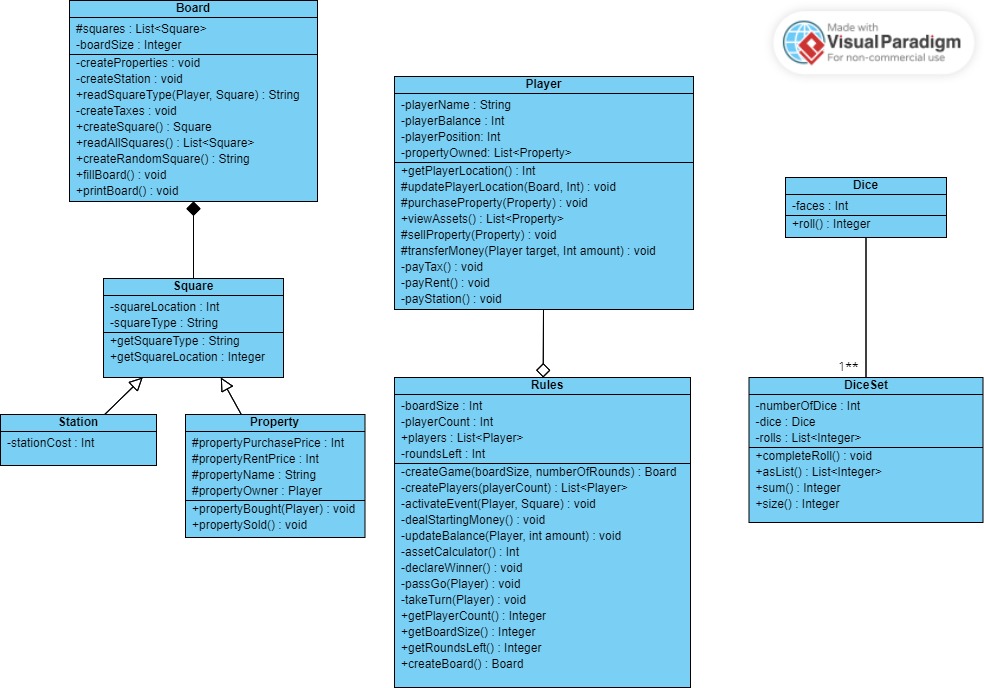 Board
#squares : List<Square>
-boardSize : Integer
-createProperties : void
-createStation : void
+readSquareType(Player, Square) : String
-createTaxes : void
+createSquare() : Square
+readAllSquares() : List<Square>
+createRandomSquare() : String
+fillBoard() : void
+printBoard() : void
Square
-squareLocation : Int
-squareType : String
+getSquareType : String
+getSquareLocation : Integer
Station
-stationCost : Int
Property
#propertyPurchasePrice : Int
#propertyRentPrice : Int
#propertyName : String
#propertyOwner : Player
+propertyBought(Player) : void
+propertySold() : void
Player
-playerName : String
-playerBalance : Int
-playerPosition: Int
-propertyOwned: List<Property>
+getPlayerLocation() : Int
#updatePlayerLocation(Board, Int) : void
#purchaseProperty(Property) : void
+viewAssets() : List<Property>
#sellProperty(Property) : void
#transferMoney(Player target, Int amount) : void
-payTax() : void
-payRent() : void
-payStation() : void
Rules
-boardSize : Int
-playerCount : Int
+players : List<Player>
-roundsLeft : Int
-createGame(boardSize, numberOfRounds) : Board
-createPlayers(playerCount) : List<Player>
-activateEvent(Player, Square) : void
-dealStartingMoney() : void
-updateBalance(Player, int amount) : void
-assetCalculator() : Int
-declareWinner() : void
-passGo(Player) : void
-takeTurn(Player) : void
+getPlayerCount() : Integer
+getBoardSize() : Integer
+getRoundsLeft() : Integer
+createBoard() : Board
Made with
VisualParadigm
For non-commercial use
Dice
-faces : Int
+roll() : Integer
1**
DiceSet
-numberOfDice : Int
-dice : Dice
-rolls : List<Integer>
+completeRoll() : void
+asList() : List<Integer>
+sum() : Integer
+size() : Integer